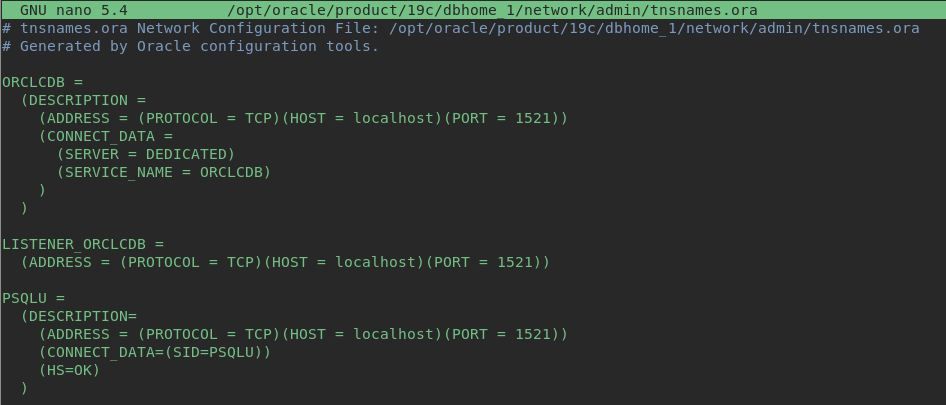 GNU nano 5.4 /opt/oracle/product/19c/dbhome_1/network/admin/tnsnames.ora
# tnsnames.ora Network Configuration File: /opt/oracle/product/19c/dbhome_1/network/admin/tnsnames.ora
# Generated by Oracle configuration tools.

ORCLCDB =
  (DESCRIPTION =
    (ADDRESS = (PROTOCOL = TCP)(HOST = localhost)(PORT = 1521))
    (CONNECT_DATA =
      (SERVER = DEDICATED)
      (SERVICE_NAME = ORCLCDB)
    )
  )

LISTENER_ORCLCDB =
  (ADDRESS = (PROTOCOL = TCP)(HOST = localhost)(PORT = 1521))

PSQLU =
  (DESCRIPTION=
    (ADDRESS = (PROTOCOL = TCP)(HOST = localhost)(PORT = 1521))
    (CONNECT_DATA=(SID=PSQLU))
    (HS=OK)
  )